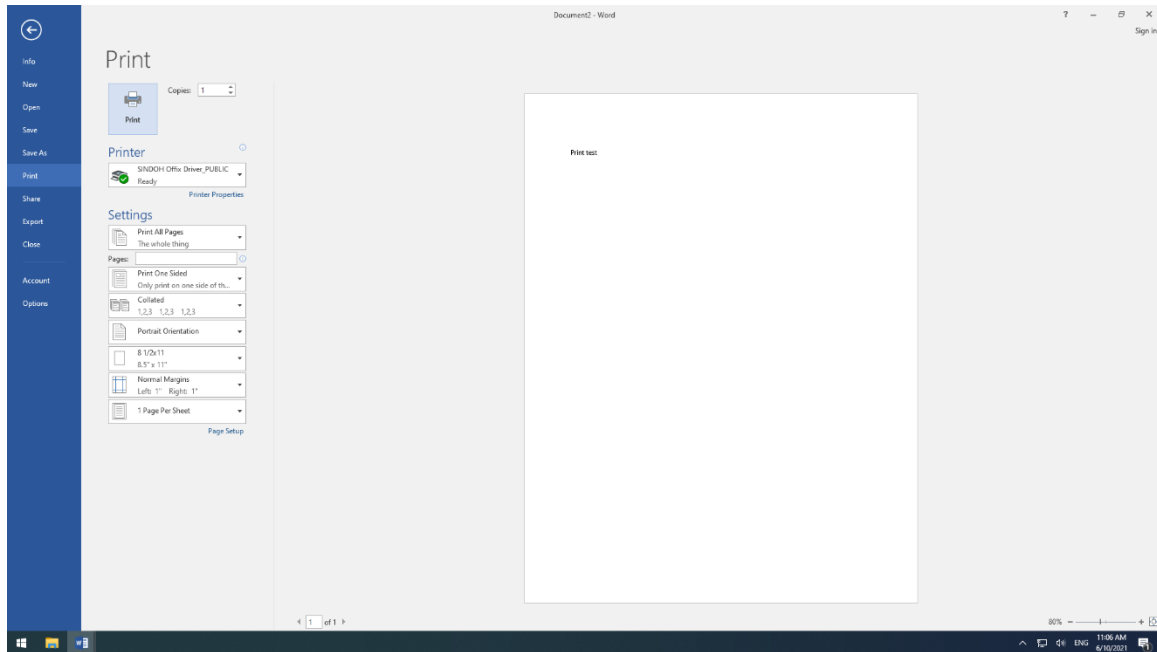 Document2 - Word
?
Sign in
Info
New
Open
Save
Save As
Print
Share
Export
Close
Account
Options
Print
Copies: 1
Print
Printer
SINDOH Offix Driver_PUBLIC
Ready
Printer Properties
Settings
Print All Pages
The whole thing
Pages:
Print One Sided
Only print on one side of th...
Collated
1,2,3 1,2,3 1,2,3
Portrait Orientation
8 1/2x11
8.5" x 11"
Normal Margins
Left: 1" Right: 1"
1 Page Per Sheet
Page Setup
Print test
1 of 1
80%
ENG
11:06 AM
6/10/2021